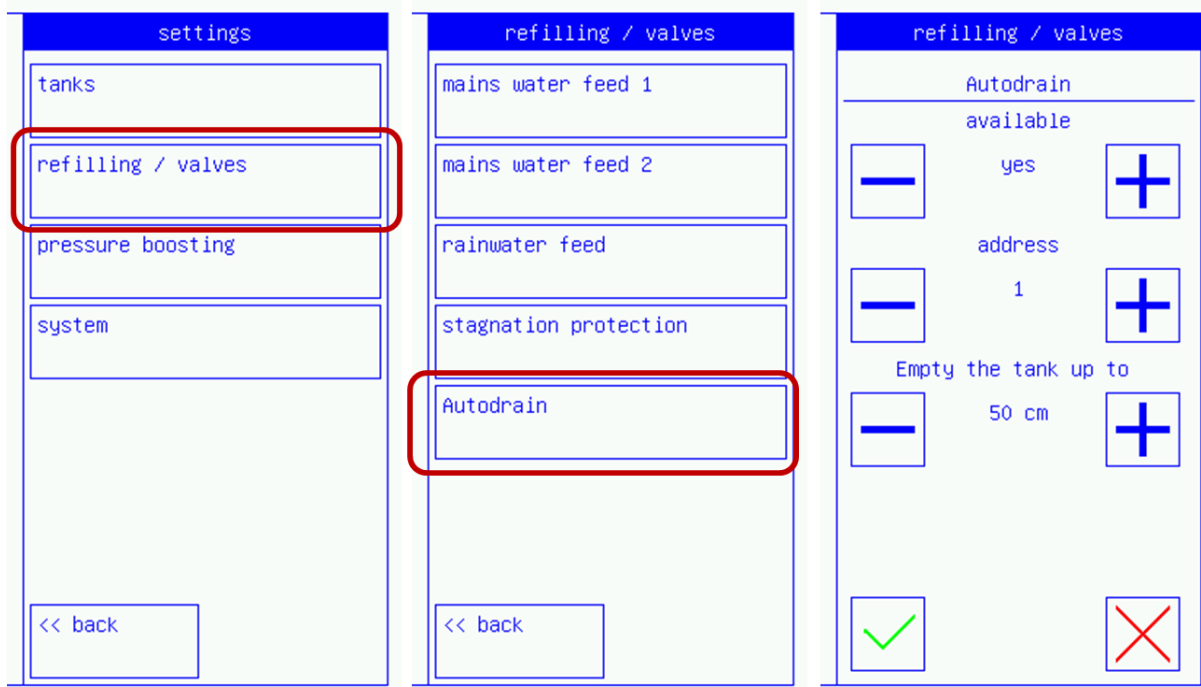 settings
tanks
refilling / valves
pressure boosting
system
<< back
refilling / valves
mains water feed 1
mains water feed 2
rainwater feed
stagnation protection
Autodrain
<< back
refilling / valves
Autodrain
available
yes
address
1
Empty the tank up to
50 cm